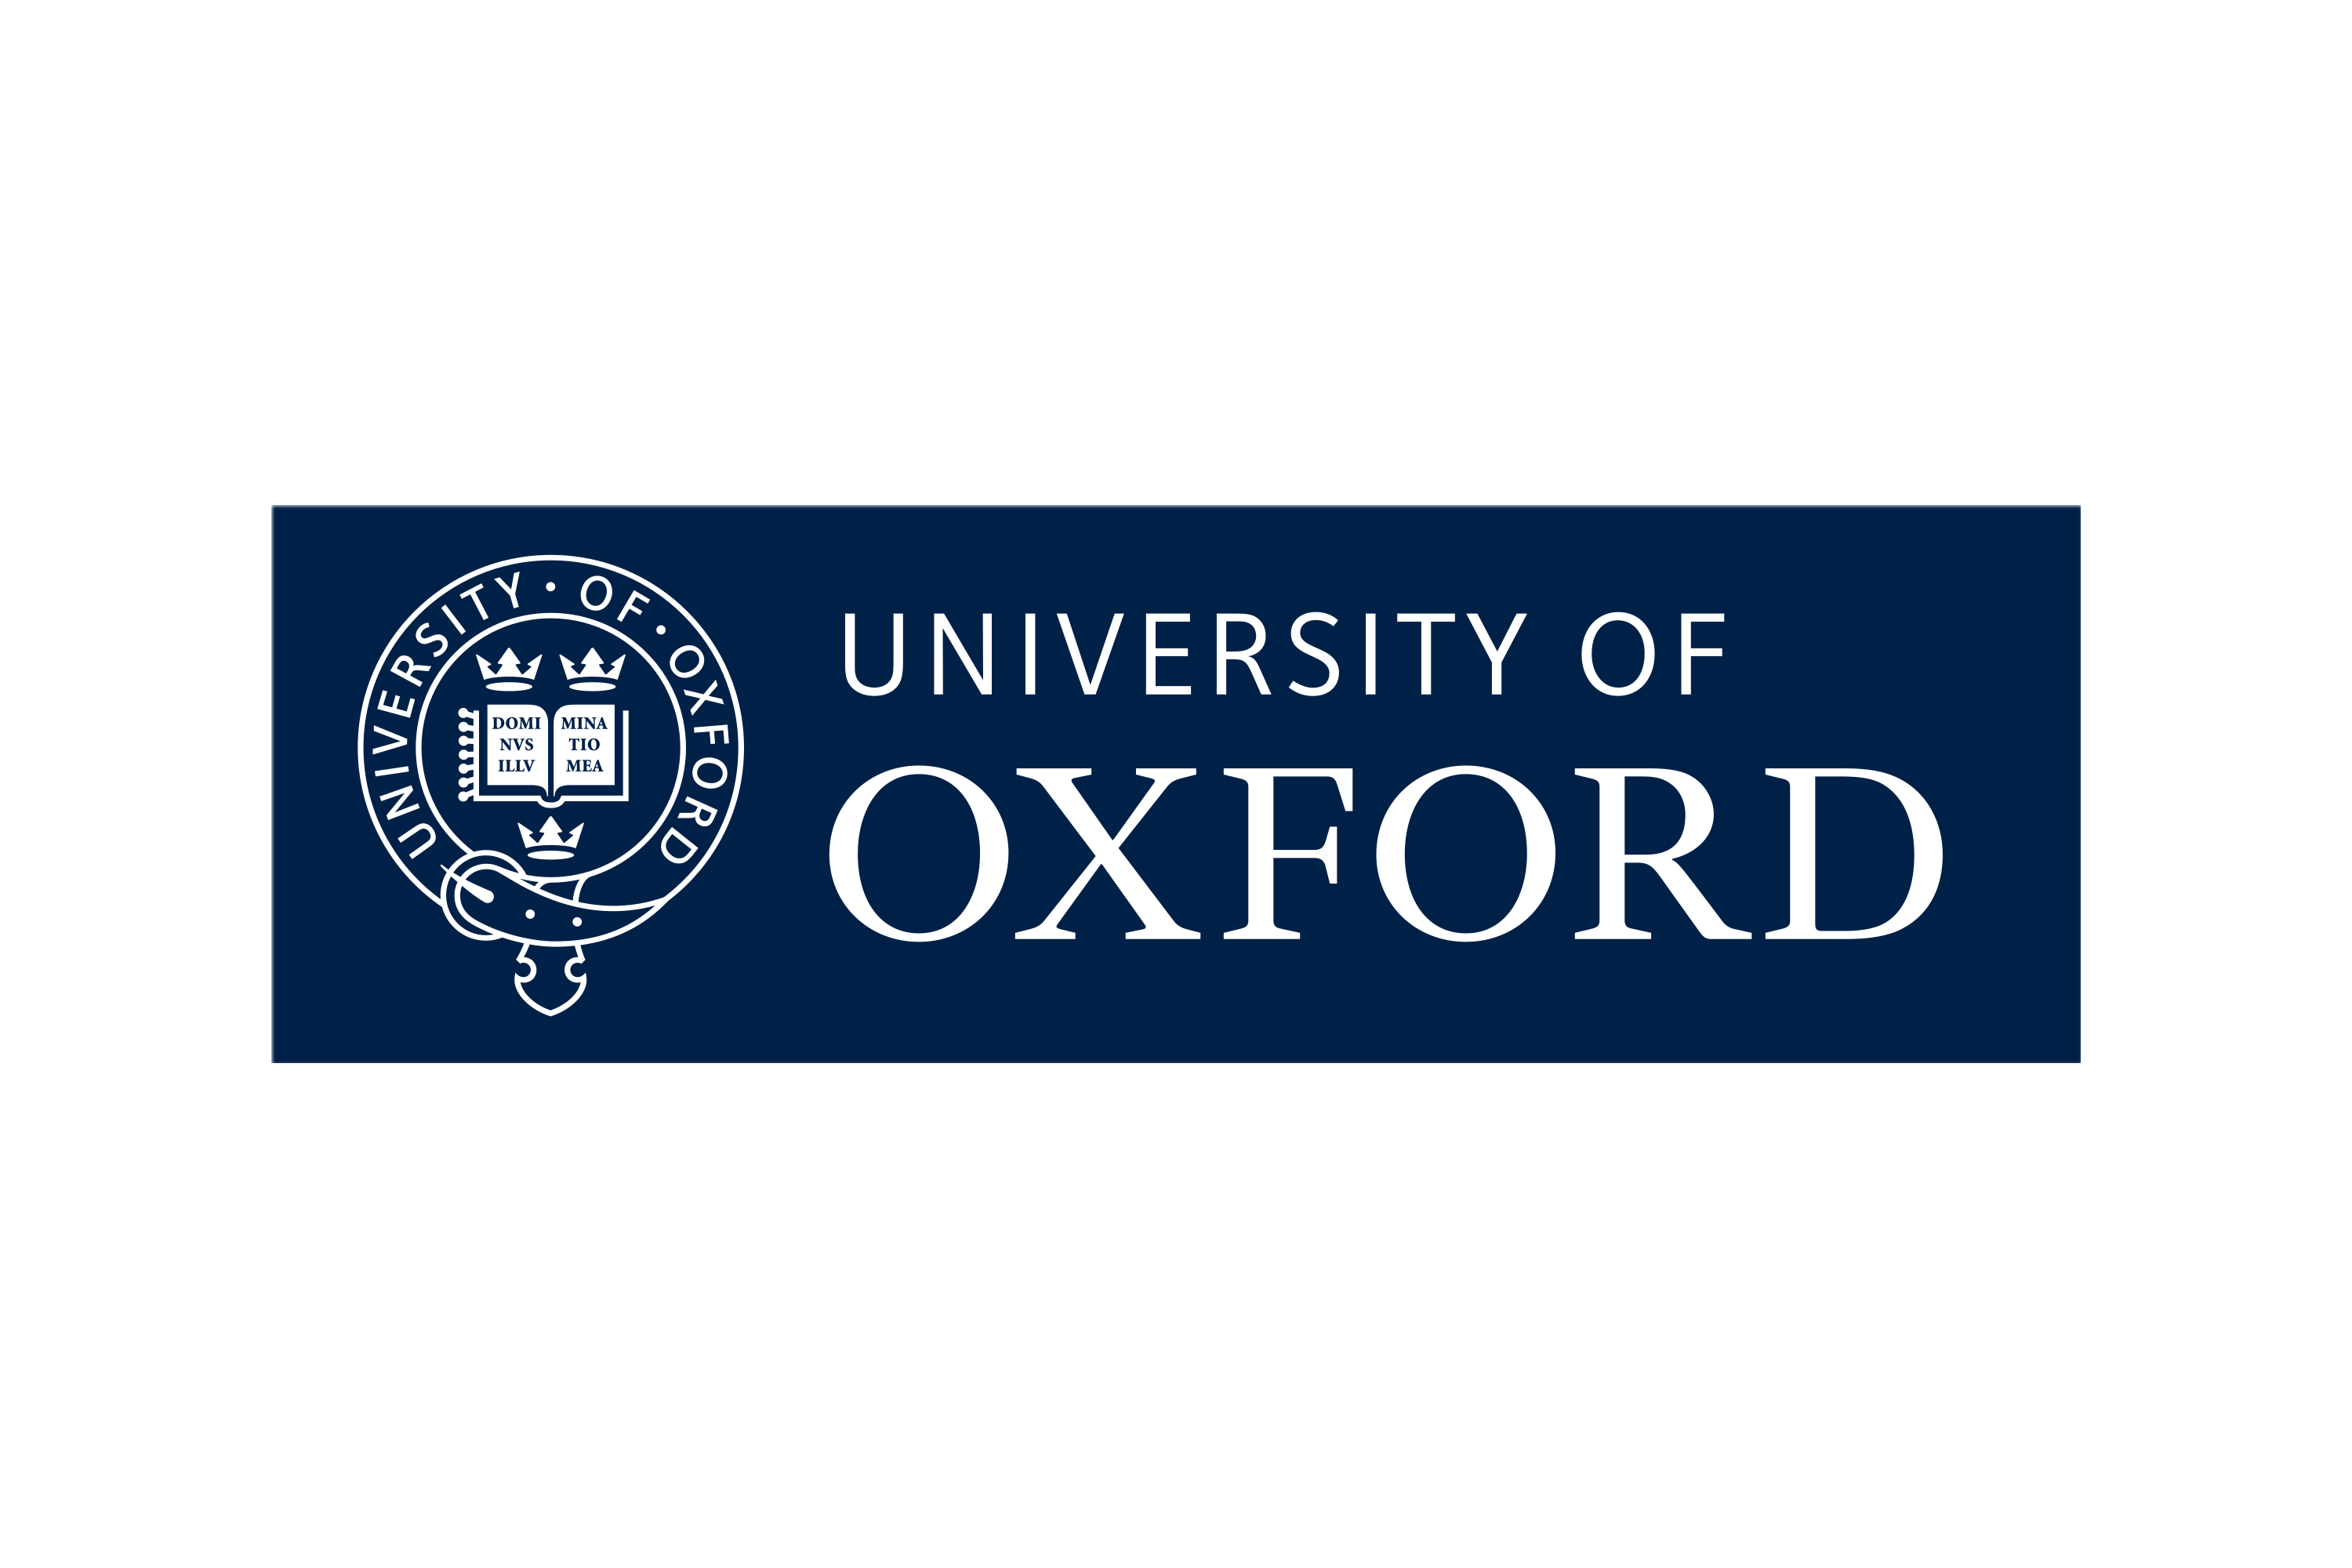 UNIVERSITY · OF · OXFORD
DOMI
NVS
ILLV
MINA
TIO
MEA
UNIVERSITY OF
OXFORD